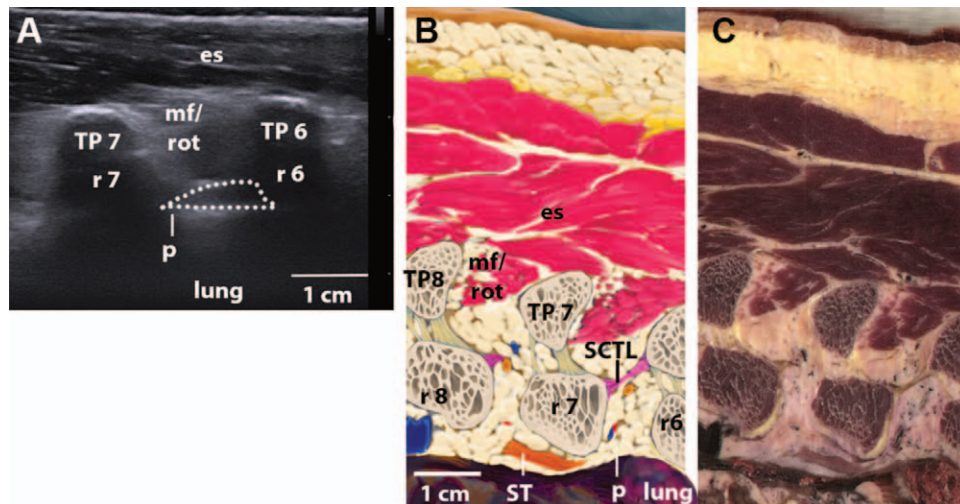 A
es
mf/
rot
TP 7
TP 6
r 7
r 6
p
lung
1 cm
B
es
mf/
rot
TP8
TP 7
SCTL
r 8
r 7
r6
1 cm
ST
p
lung
C